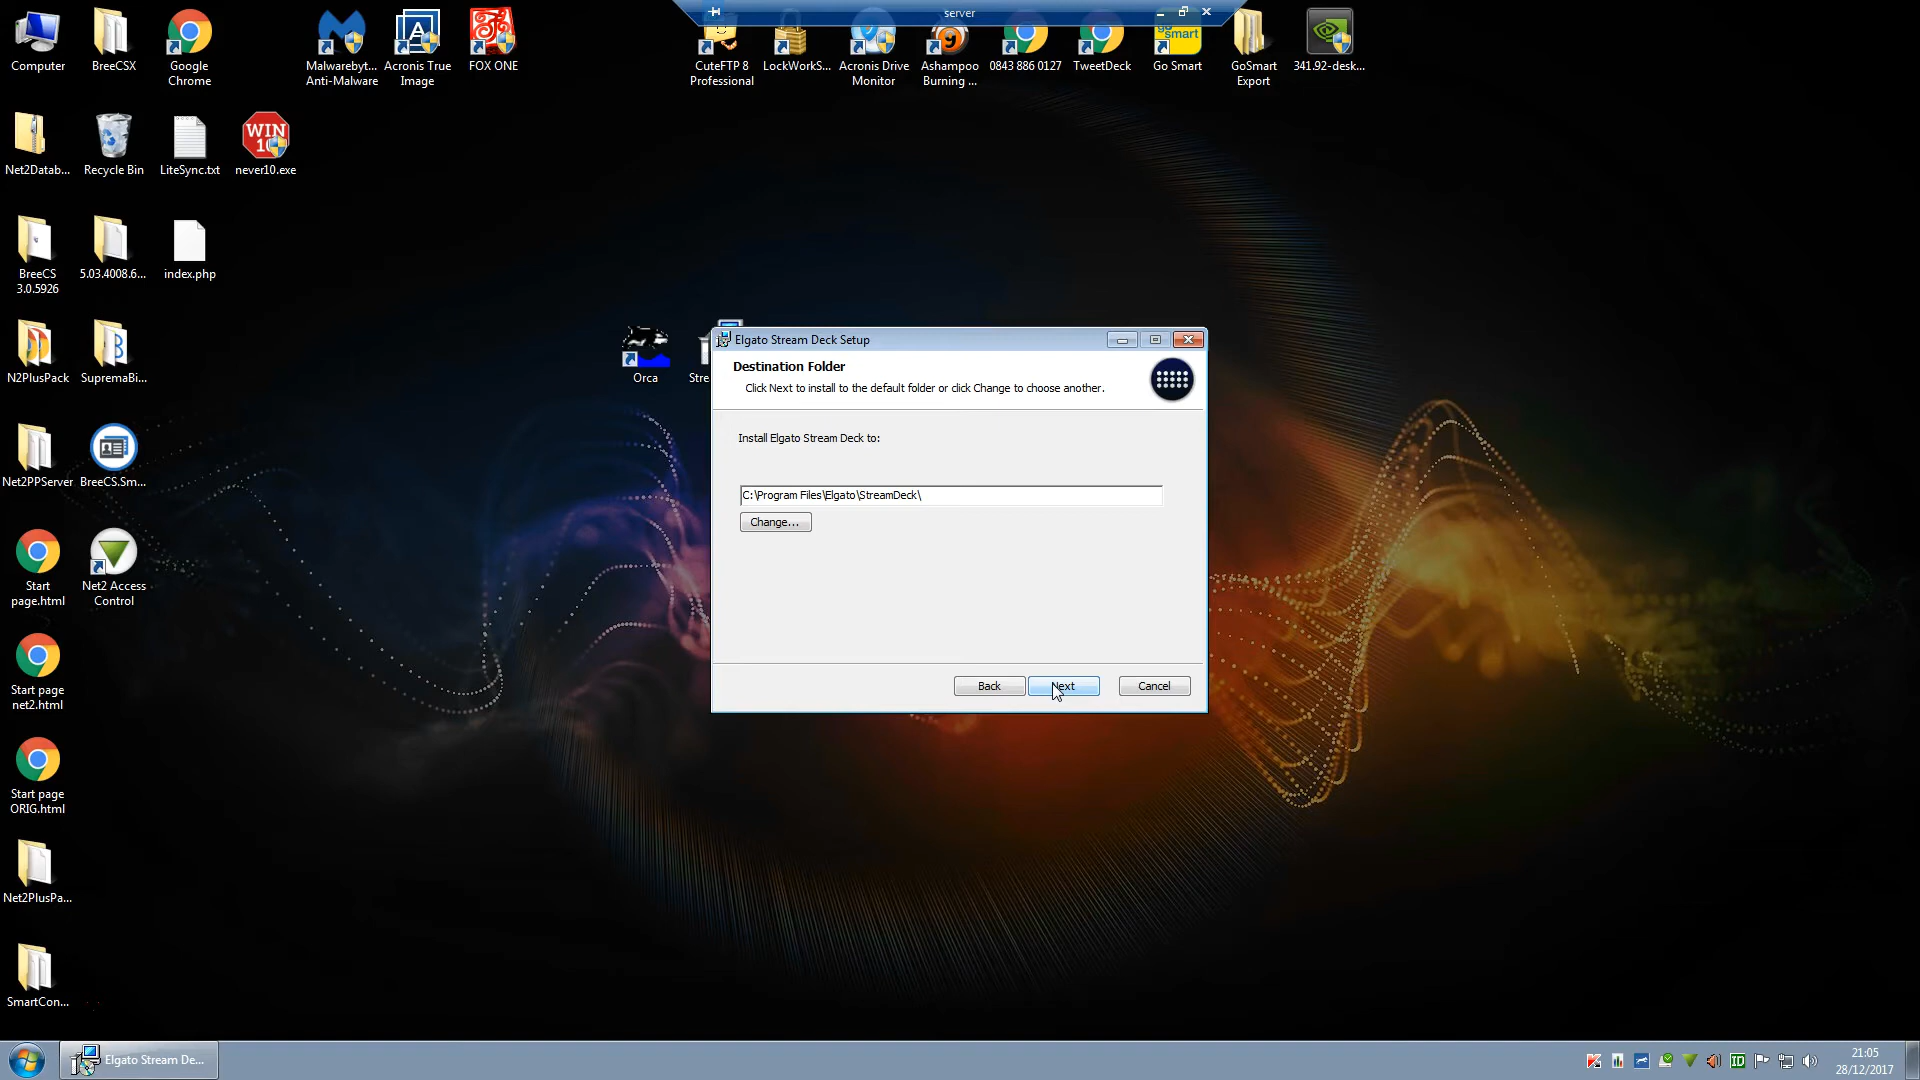 server
Computer
BreeCSX
Google
Chrome
Malwarebyt...
Anti-Malware
Acronis True
Image
FOX ONE
CuteFTP 8
Professional
LockWorkS...
Acronis Drive
Monitor
Ashampoo
Burning ...
0843 886 0127
TweetDeck
smart
Go Smart
GoSmart
Export
341.92-desk...
Net2Datab...
Recycle Bin
LiteSync.txt
WIN
never10.exe
BreeCS
3.0.5926
5.03.4008.6...
index.php
N2PlusPack
SupremaBi...
Orca
Stre
Elgato Stream Deck Setup
Destination Folder
Click Next to install to the default folder or click Change to choose another.
Install Elgato Stream Deck to:
C:\Program Files\Elgato\StreamDeck\
Change...
Back
Next
Cancel
Net2PPServer
BreeCS.Sm...
Start
page.html
Net2 Access
Control
Start page
net2.html
Start page
ORIG.html
Net2PlusPa...
SmartCon...
Elgato Stream De...
ID
21:05
28/12/2017